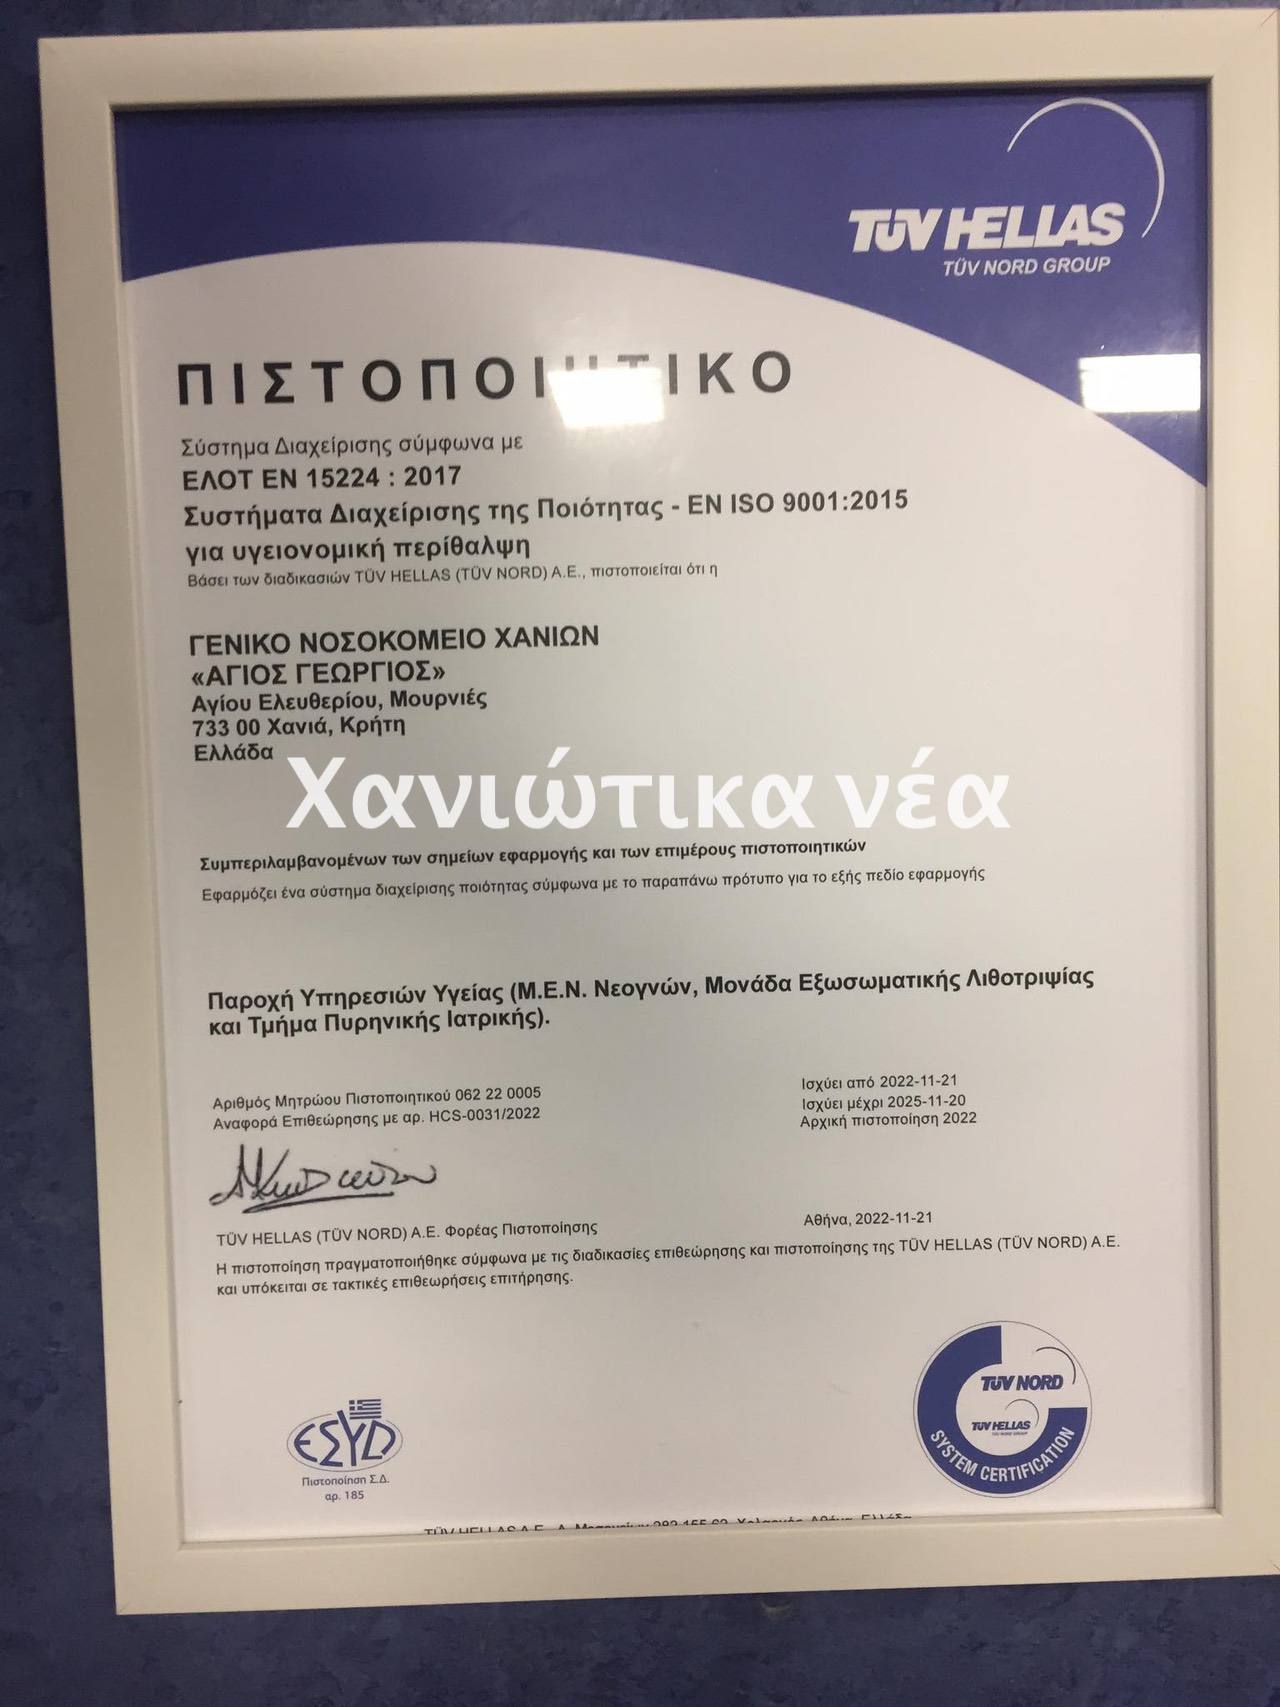 TÜV HELLAS
TÜV NORD GROUP
ΠΙΣΤΟΠΟΙΗΤΙΚΟ
Σύστημα Διαχείρισης σύμφωνα με
ΕΛΟΤ EN 15224 : 2017
Συστήματα Διαχείρισης της Ποιότητας - EN ISO 9001:2015
για υγειονομική περίθαλψη
Βάσει των διαδικασιών TÜV HELLAS (TÜV NORD) Α.Ε., πιστοποιείται ότι η
ΓΕΝΙΚΟ ΝΟΣΟΚΟΜΕΙΟ ΧΑΝΙΩΝ
«ΑΓΙΟΣ ΓΕΩΡΓΙΟΣ»
Αγίου Ελευθερίου, Μουρνιές
733 00 Χανιά, Κρήτη
Ελλάδα
Χανιώτικα νέα
Συμπεριλαμβανομένων των σημείων εφαρμογής και των επιμέρους πιστοποιητικών
Εφαρμόζει ένα σύστημα διαχείρισης ποιότητας σύμφωνα με το παραπάνω πρότυπο για το εξής πεδίο εφαρμογής
Παροχή Υπηρεσιών Υγείας (Μ.Ε.Ν. Νεογνών, Μονάδα Εξωσωματικής Λιθοτριψίας
και Τμήμα Πυρηνικής Ιατρικής).
Αριθμός Μητρώου Πιστοποιητικού 062 22 0005
Αναφορά Επιθεώρησης με αρ. HCS-0031/2022
Ισχύει από 2022-11-21
Ισχύει μέχρι 2025-11-20
Αρχική πιστοποίηση 2022
TÜV HELLAS (TÜV NORD) Α.Ε. Φορέας Πιστοποίησης
Αθήνα, 2022-11-21
Η πιστοποίηση πραγματοποιήθηκε σύμφωνα με τις διαδικασίες επιθεώρησης και πιστοποίησης της TÜV HELLAS (TÜV NORD) Α.Ε.
και υπόκειται σε τακτικές επιθεωρήσεις επιτήρησης.
ΕΣΥΔ
Πιστοποίηση Σ.Δ.
αρ. 185
TÜV NORD
TÜV HELLAS
SYSTEM CERTIFICATION